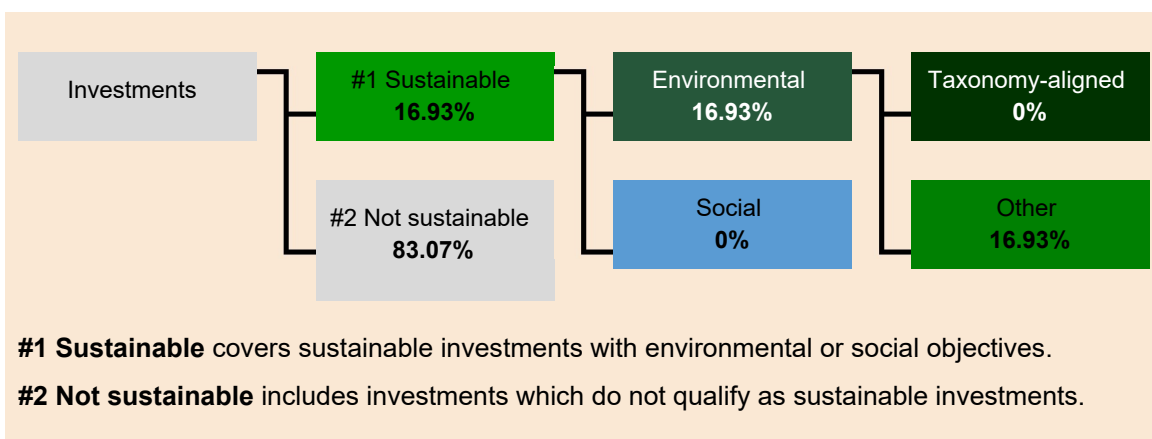 Investments
#1 Sustainable
16.93%
Environmental
16.93%
Taxonomy-aligned
0%
#2 Not sustainable
83.07%
Social
0%
Other
16.93%
#1 Sustainable covers sustainable investments with environmental or social objectives.
#2 Not sustainable includes investments which do not qualify as sustainable investments.